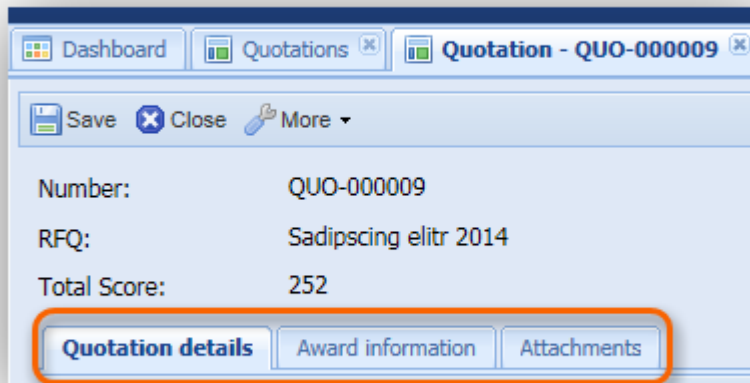 Dashboard Quotations Quotation - QUO-000009
Save Close More
Number: QUO-000009
RFQ: Sadipscing elitr 2014
Total Score: 252
Quotation details Award information Attachments